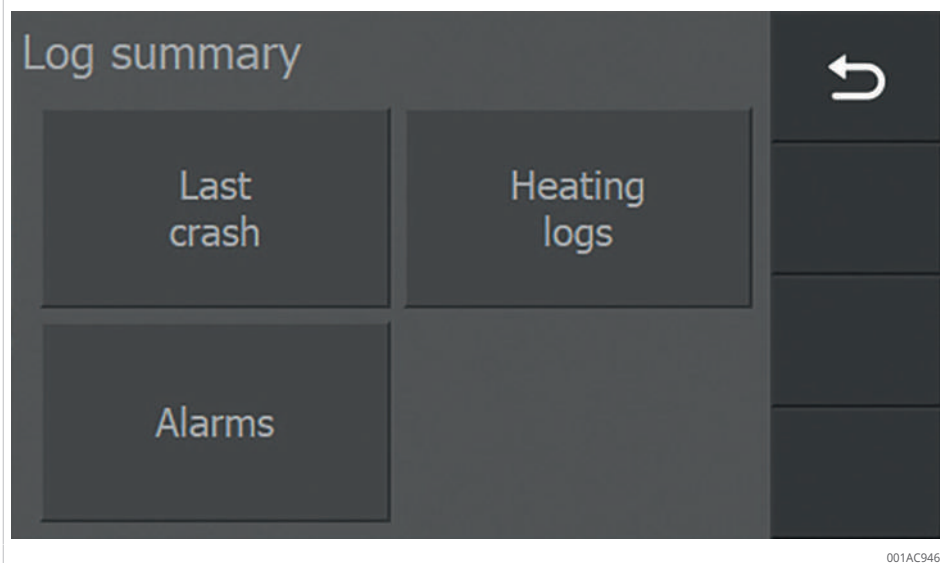 Log summary
Last
crash
Heating
logs
Alarms
001AC946